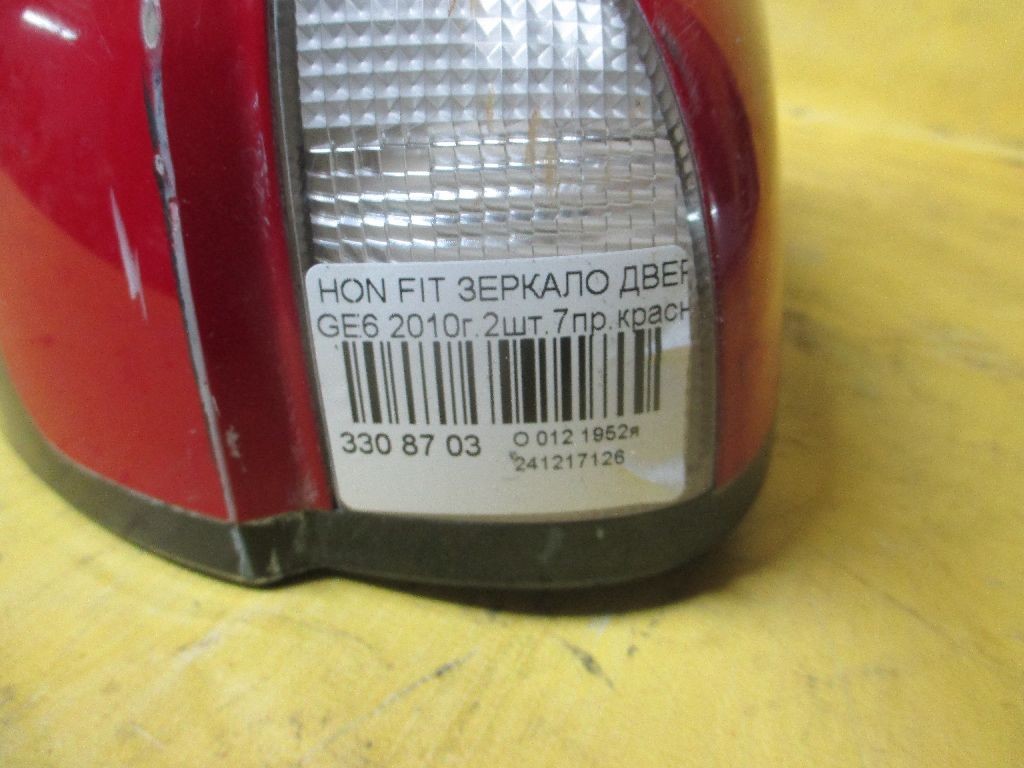 HON FIT ЗЕРКАЛО ДВЕР
GE6 2010г.2шт.7пр.красн
330 87 03
О 012 1952я
241217126